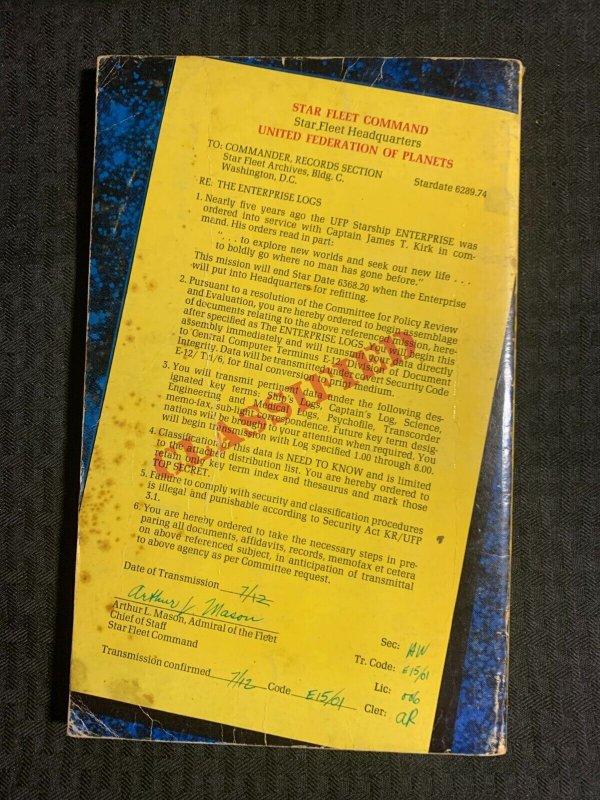 STAR FLEET COMMAND
Star Fleet Headquarters
UNITED FEDERATION OF PLANETS
TO: COMMANDER, RECORDS SECTION
Star Fleet Archives, Bldg. C.
Washington, D.C.
Stardate 6289.74
RE: THE ENTERPRISE LOGS
1. Nearly five years ago the UFP Starship ENTERPRISE was
ordered into service with Captain James T. Kirk in com-
mand. His orders read in part:
". . . to explore new worlds and seek out new life . . .
to boldly go where no man has gone before."
This mission will end Star Date 6368.20 when the Enterprise
will put into Headquarters for refitting.
2. Pursuant to a resolution of the Committee for Policy Review
and Evaluation, you are hereby ordered to begin assemblage
of documents relating to the above referenced mission, here-
after specified as The ENTERPRISE LOGS. You will begin this
assembly immediately and will transmit your data directly
to General Computer Terminus E-12, Division of Document
Integrity. Data will be transmitted under covert Security Code
E-12/ T.1/6, for final conversion to print medium.
3. You will transmit pertinent data under the following des-
ignated key terms: Ship's Logs, Captain's Log, Science,
Engineering and Medical Logs, Psychofile, Transcorder
memo-fax, sub-light correspondence. Future key term desig-
nations will be brought to your attention when required. You
will begin transmission with Log specified 1.00 through 8.00.
4. Classification of this data is NEED TO KNOW and is limited
to the attached distribution list. You are hereby ordered to
retain only key term index and thesaurus and mark those
TOP SECRET.
5. Failure to comply with security and classification procedures
is illegal and punishable according to Security Act KR/UFP
3.1.
6. You are hereby ordered to take the necessary steps in pre-
paring all documents, affidavits, records, memofax et cetera
on above referenced subject, in anticipation of transmittal
to above agency as per Committee request.
CLASSIFIED
Date of Transmission 7/12
Arthur L Mason
Arthur L. Mason, Admiral of the Fleet
Chief of Staff
Star Fleet Command
Transmission confirmed 7/12 Code E15/01
Sec: AW
Tr. Code: E15/01
Lic: 006
Cler: aR